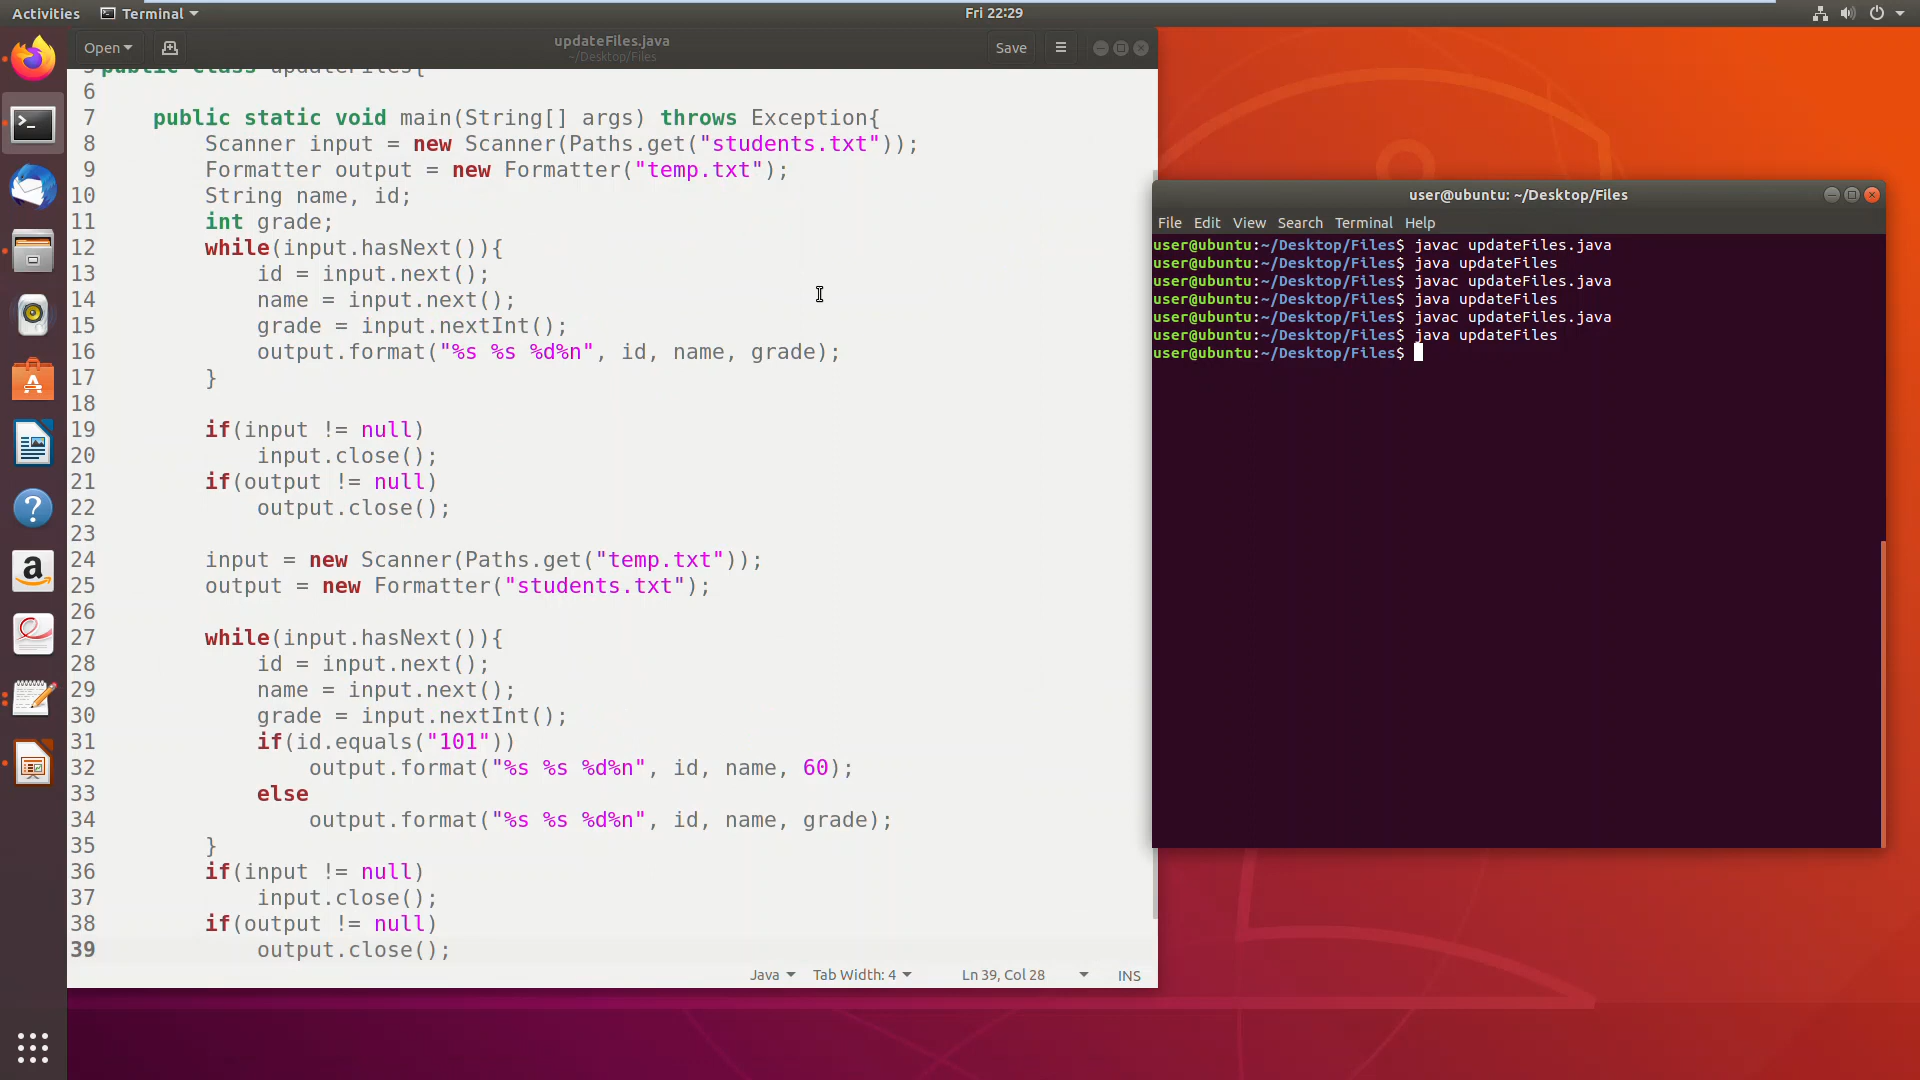 Activities Terminal Fri 22:29
Open updateFiles.java Save
~/Desktop/Files
5 public class updateFiles{
6
7 public static void main(String[] args) throws Exception{
8 Scanner input = new Scanner(Paths.get("students.txt"));
9 Formatter output = new Formatter("temp.txt");
10 String name, id;
11 int grade;
12 while(input.hasNext()){
13 id = input.next();
14 name = input.next();
15 grade = input.nextInt();
16 output.format("%s %s %d%n", id, name, grade);
17 }
18
19 if(input != null)
20 input.close();
21 if(output != null)
22 output.close();
23
24 input = new Scanner(Paths.get("temp.txt"));
25 output = new Formatter("students.txt");
26
27 while(input.hasNext()){
28 id = input.next();
29 name = input.next();
30 grade = input.nextInt();
31 if(id.equals("101"))
32 output.format("%s %s %d%n", id, name, 60);
33 else
34 output.format("%s %s %d%n", id, name, grade);
35 }
36 if(input != null)
37 input.close();
38 if(output != null)
39 output.close();
Java Tab Width: 4 Ln 39, Col 28 INS
user@ubuntu: ~/Desktop/Files
File Edit View Search Terminal Help
user@ubuntu:~/Desktop/Files$ javac updateFiles.java
user@ubuntu:~/Desktop/Files$ java updateFiles
user@ubuntu:~/Desktop/Files$ javac updateFiles.java
user@ubuntu:~/Desktop/Files$ java updateFiles
user@ubuntu:~/Desktop/Files$ javac updateFiles.java
user@ubuntu:~/Desktop/Files$ java updateFiles
user@ubuntu:~/Desktop/Files$